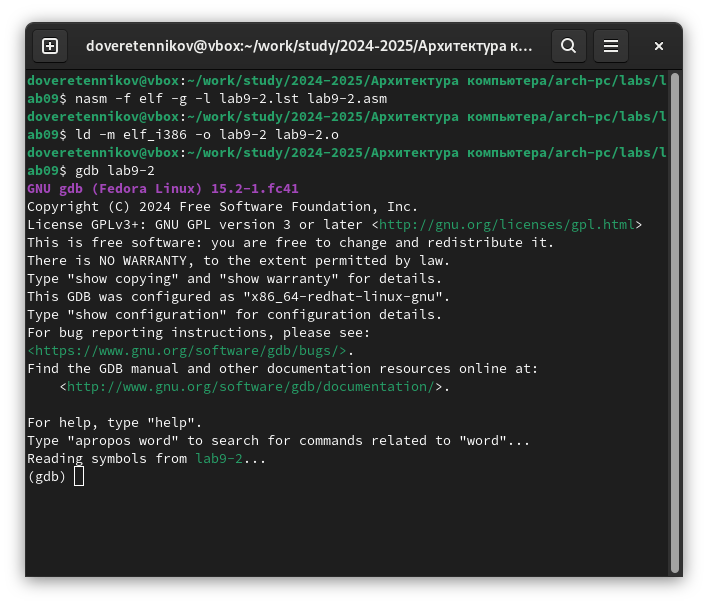 doveretennikov@vbox:~/work/study/2024-2025/Архитектура к...
doveretennikov@vbox:~/work/study/2024-2025/Архитектура компьютера/arch-pc/labs/l
ab09$ nasm -f elf -g -l lab9-2.lst lab9-2.asm
doveretennikov@vbox:~/work/study/2024-2025/Архитектура компьютера/arch-pc/labs/l
ab09$ ld -m elf_i386 -o lab9-2 lab9-2.o
doveretennikov@vbox:~/work/study/2024-2025/Архитектура компьютера/arch-pc/labs/l
ab09$ gdb lab9-2
GNU gdb (Fedora Linux) 15.2-1.fc41
Copyright (C) 2024 Free Software Foundation, Inc.
License GPLv3+: GNU GPL version 3 or later <http://gnu.org/licenses/gpl.html>
This is free software: you are free to change and redistribute it.
There is NO WARRANTY, to the extent permitted by law.
Type "show copying" and "show warranty" for details.
This GDB was configured as "x86_64-redhat-linux-gnu".
Type "show configuration" for configuration details.
For bug reporting instructions, please see:
<https://www.gnu.org/software/gdb/bugs/>.
Find the GDB manual and other documentation resources online at:
    <http://www.gnu.org/software/gdb/documentation/>.

For help, type "help".
Type "apropos word" to search for commands related to "word"...
Reading symbols from lab9-2...
(gdb)